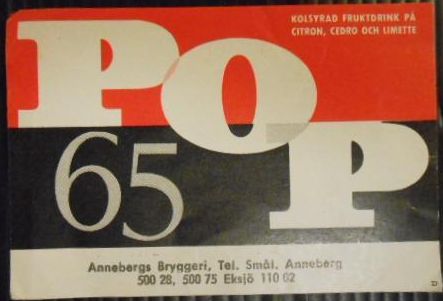 KOLSYRAD FRUKTDRINK PÅ
CITRON, CEDRO OCH LIMETTE
POP
65
Annebergs Bryggeri, Tel. Smål. Anneberg
500 28, 500 75 Eksjö 110 62